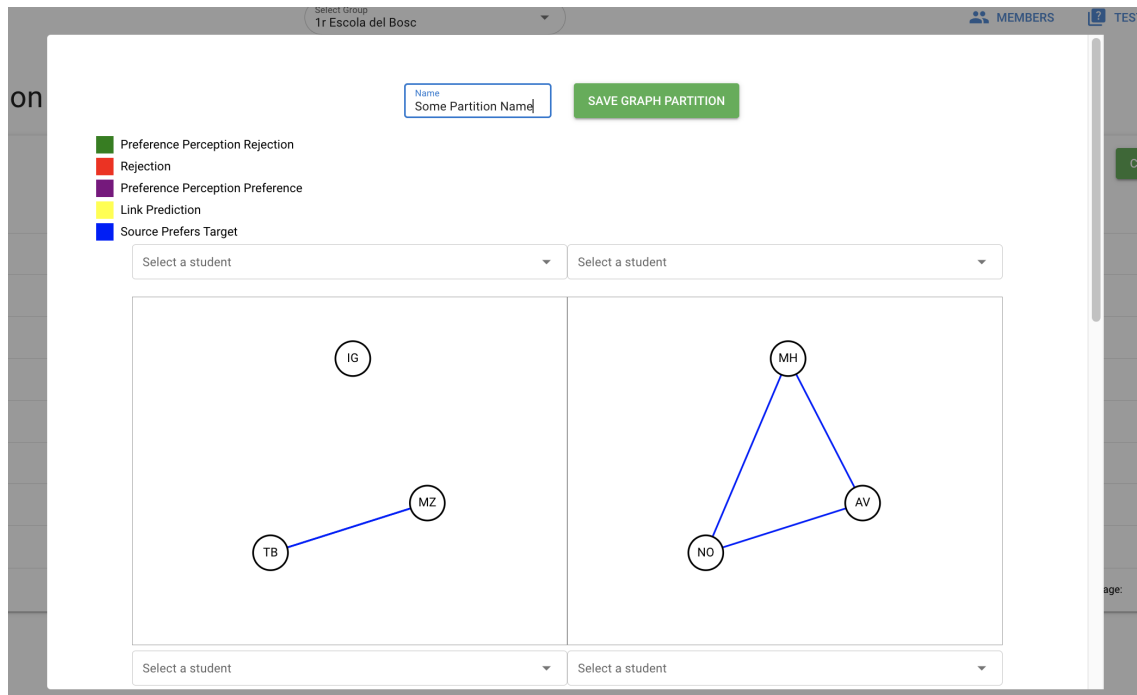 Select Group
1r Escola del Bosc
MEMBERS
TES
on
Name
Some Partition Name
SAVE GRAPH PARTITION
Preference Perception Rejection
C
Rejection
Preference Perception Preference
Link Prediction
Source Prefers Target
Select a student
Select a student
IG
MH
MZ
AV
TB
NO
age:
Select a student
Select a student